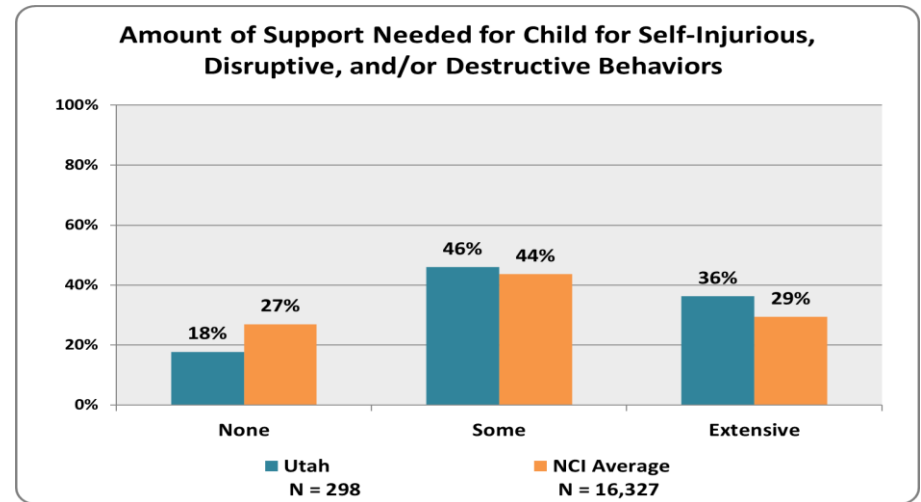 Amount of Support Needed for Child for Self-Injurious,
Disruptive, and/or Destructive Behaviors
100%
80%
60%
40%
20%
0%
18%
27%
46%
44%
36%
29%
None
Some
Extensive
Utah
N = 298
NCI Average
N = 16,327